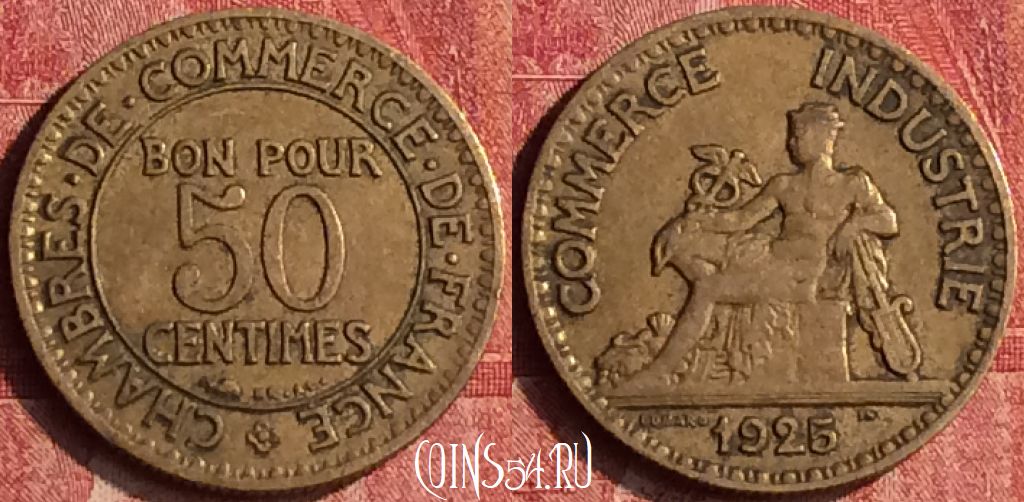 CHAMBRES · DE · COMMERCE · DE · FRANCE
BON POUR
50
CENTIMES
COMMERCE INDUSTRIE
1925
COINS54.RU